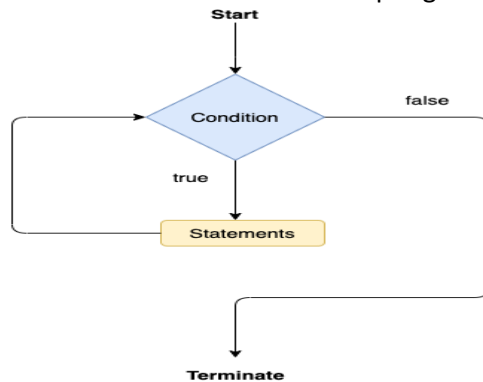 Start
Condition
false
true
Statements
Terminate